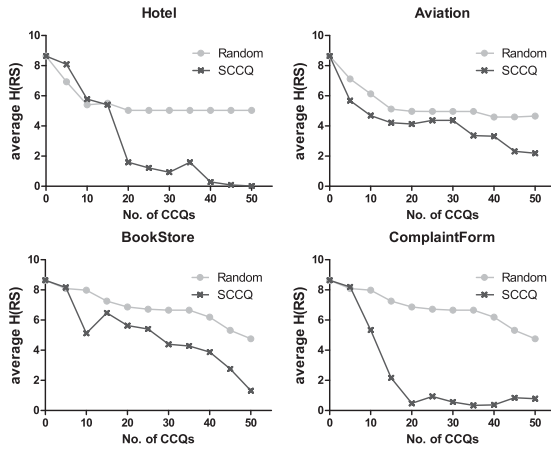 Hotel
10
8
6
4
2
0
average H(RS)
Random
SCCQ
0 10 20 30 40 50
No. of CCQs
Aviation
10
8
6
4
2
0
average H(RS)
Random
SCCQ
0 10 20 30 40 50
No. of CCQs
BookStore
10
8
6
4
2
0
average H(RS)
Random
SCCQ
0 10 20 30 40 50
No. of CCQs
ComplaintForm
10
8
6
4
2
0
average H(RS)
Random
SCCQ
0 10 20 30 40 50
No. of CCQs